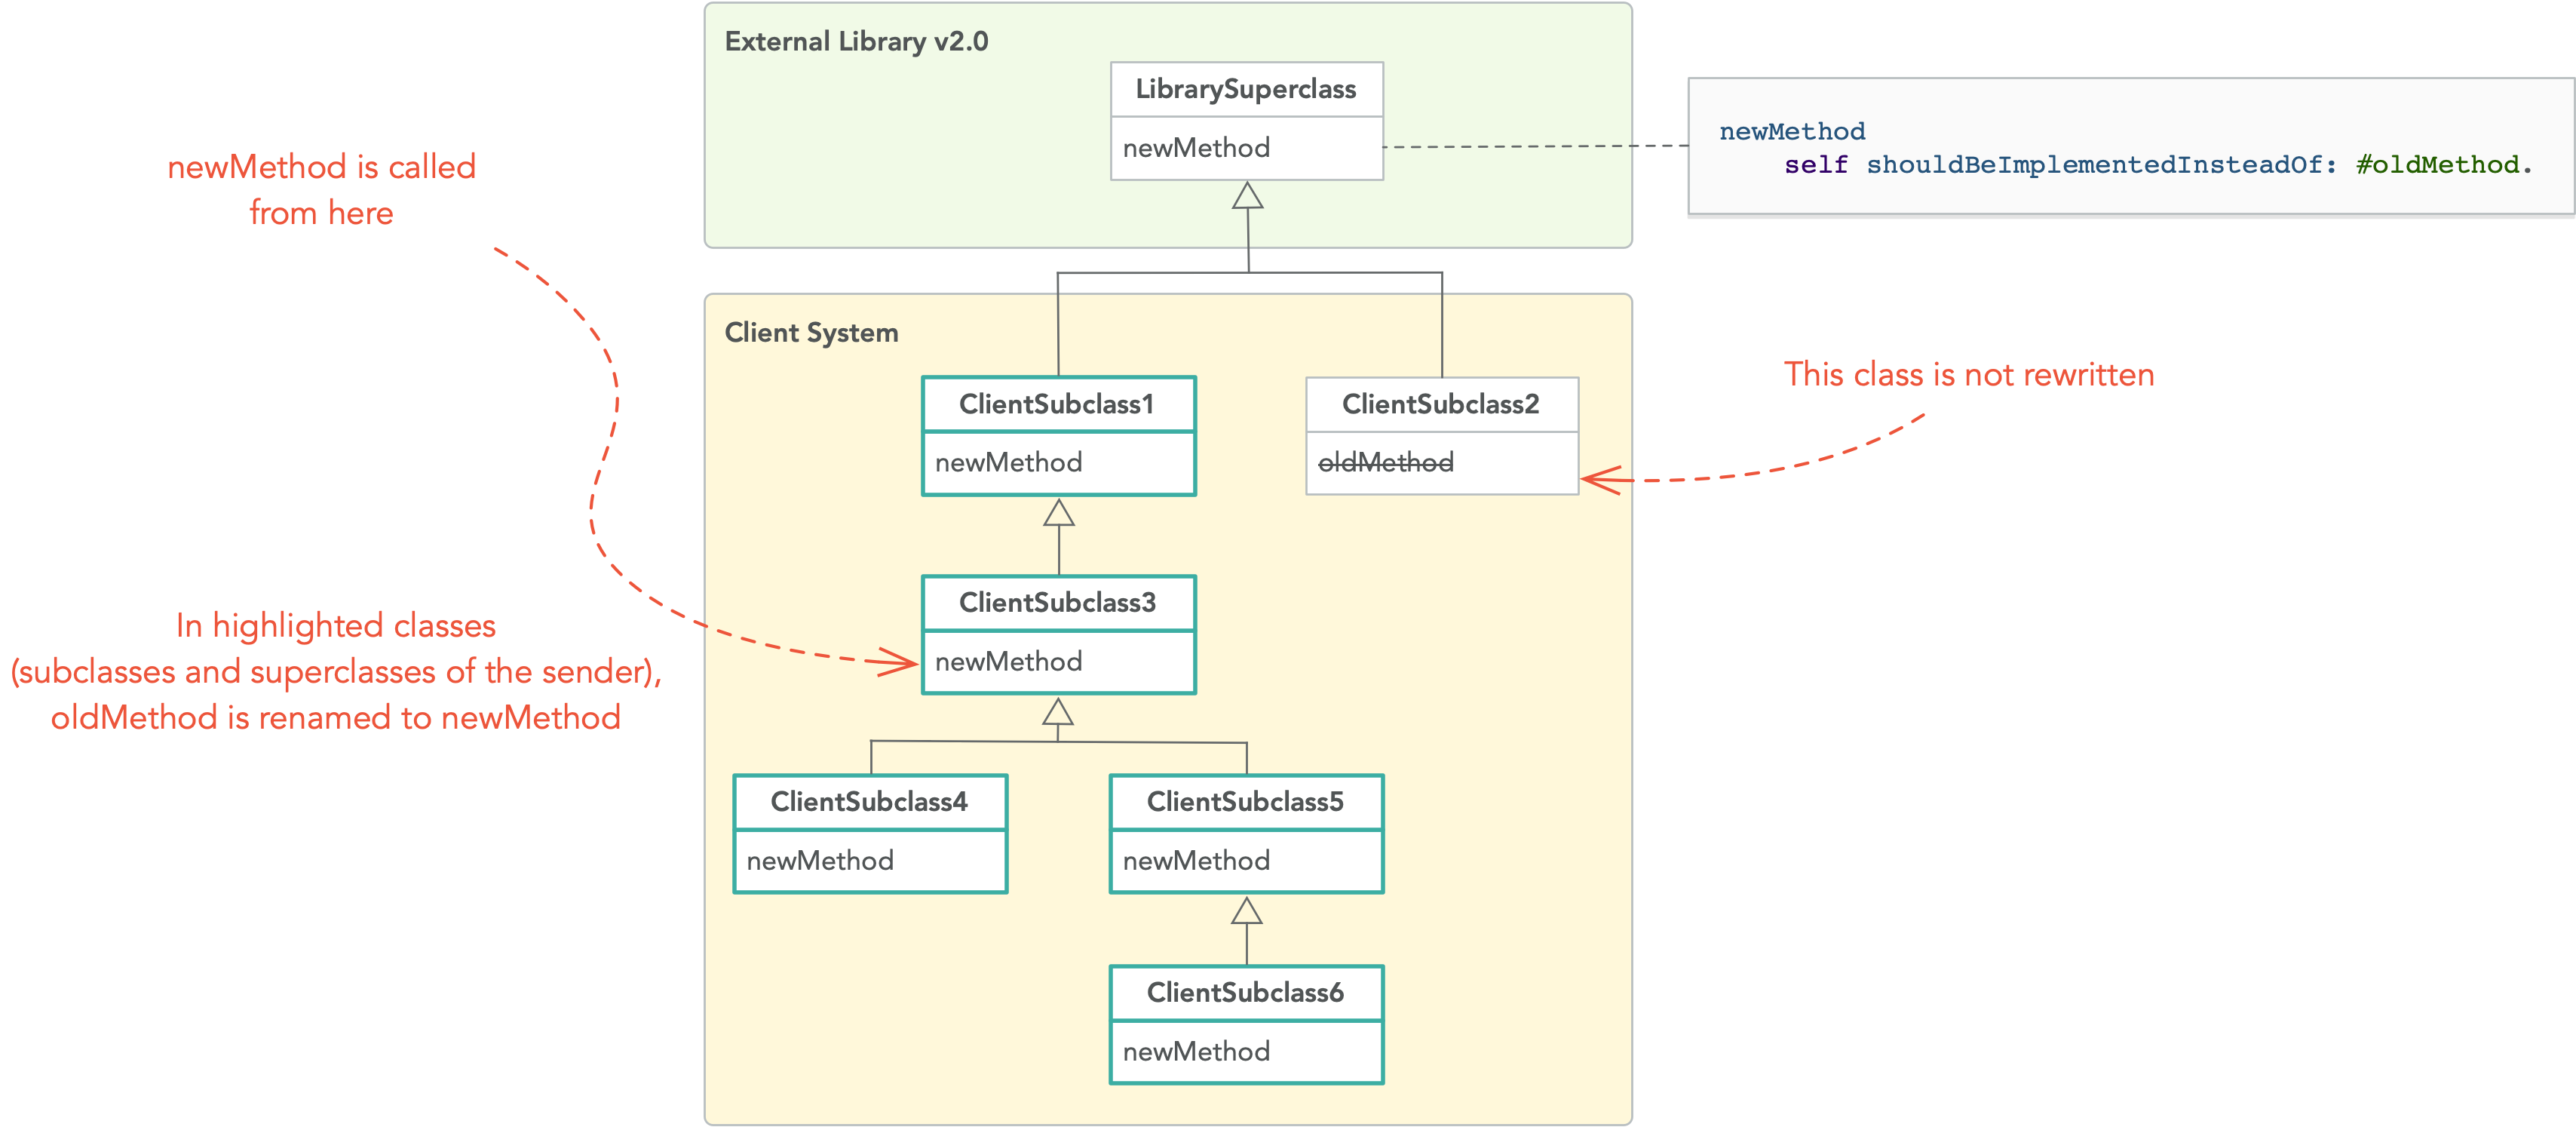 External Library v2.0
LibrarySuperclass
newMethod
newMethod
self shouldBeImplementedInsteadOf: #oldMethod.
newMethod is called
from here
Client System
ClientSubclass1
newMethod
ClientSubclass2
oldMethod
This class is not rewritten
ClientSubclass3
newMethod
In highlighted classes
(subclasses and superclasses of the sender),
oldMethod is renamed to newMethod
ClientSubclass4
newMethod
ClientSubclass5
newMethod
ClientSubclass6
newMethod